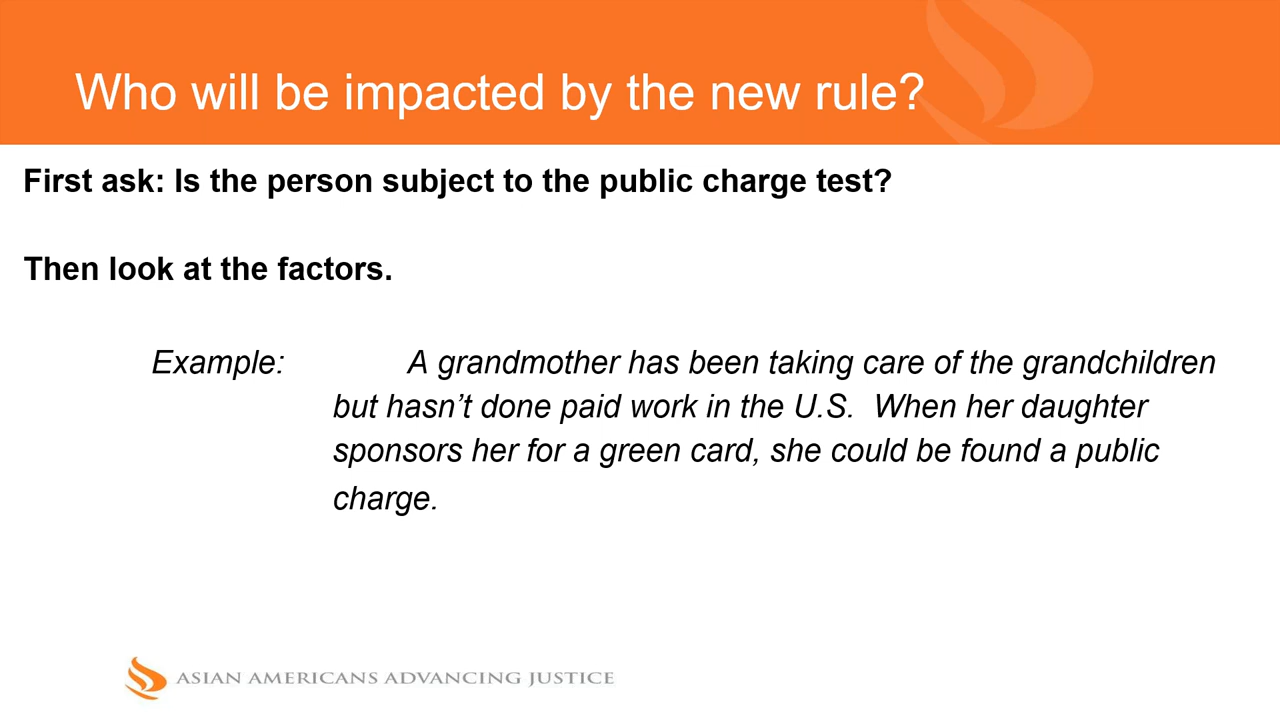 Who will be impacted by the new rule?
First ask: Is the person subject to the public charge test?
Then look at the factors.
Example: A grandmother has been taking care of the grandchildren
but hasn’t done paid work in the U.S.  When her daughter
sponsors her for a green card, she could be found a public
charge.
ASIAN AMERICANS ADVANCING JUSTICE